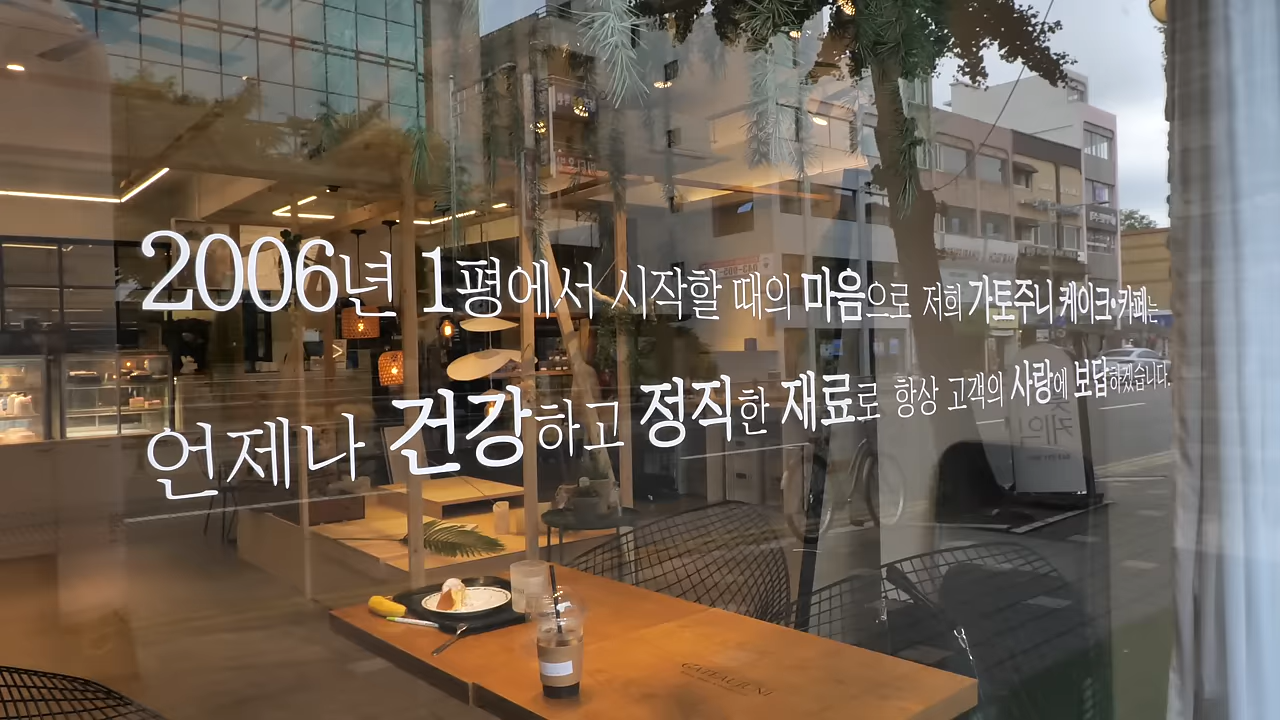 2006년 1평에서 시작할 때의 마음으로 저희 가토주니 케이크·카페는
언제나 건강하고 정직한 재료로 항상 고객의 사랑에 보답하겠습니다.
GATEAU JUNI